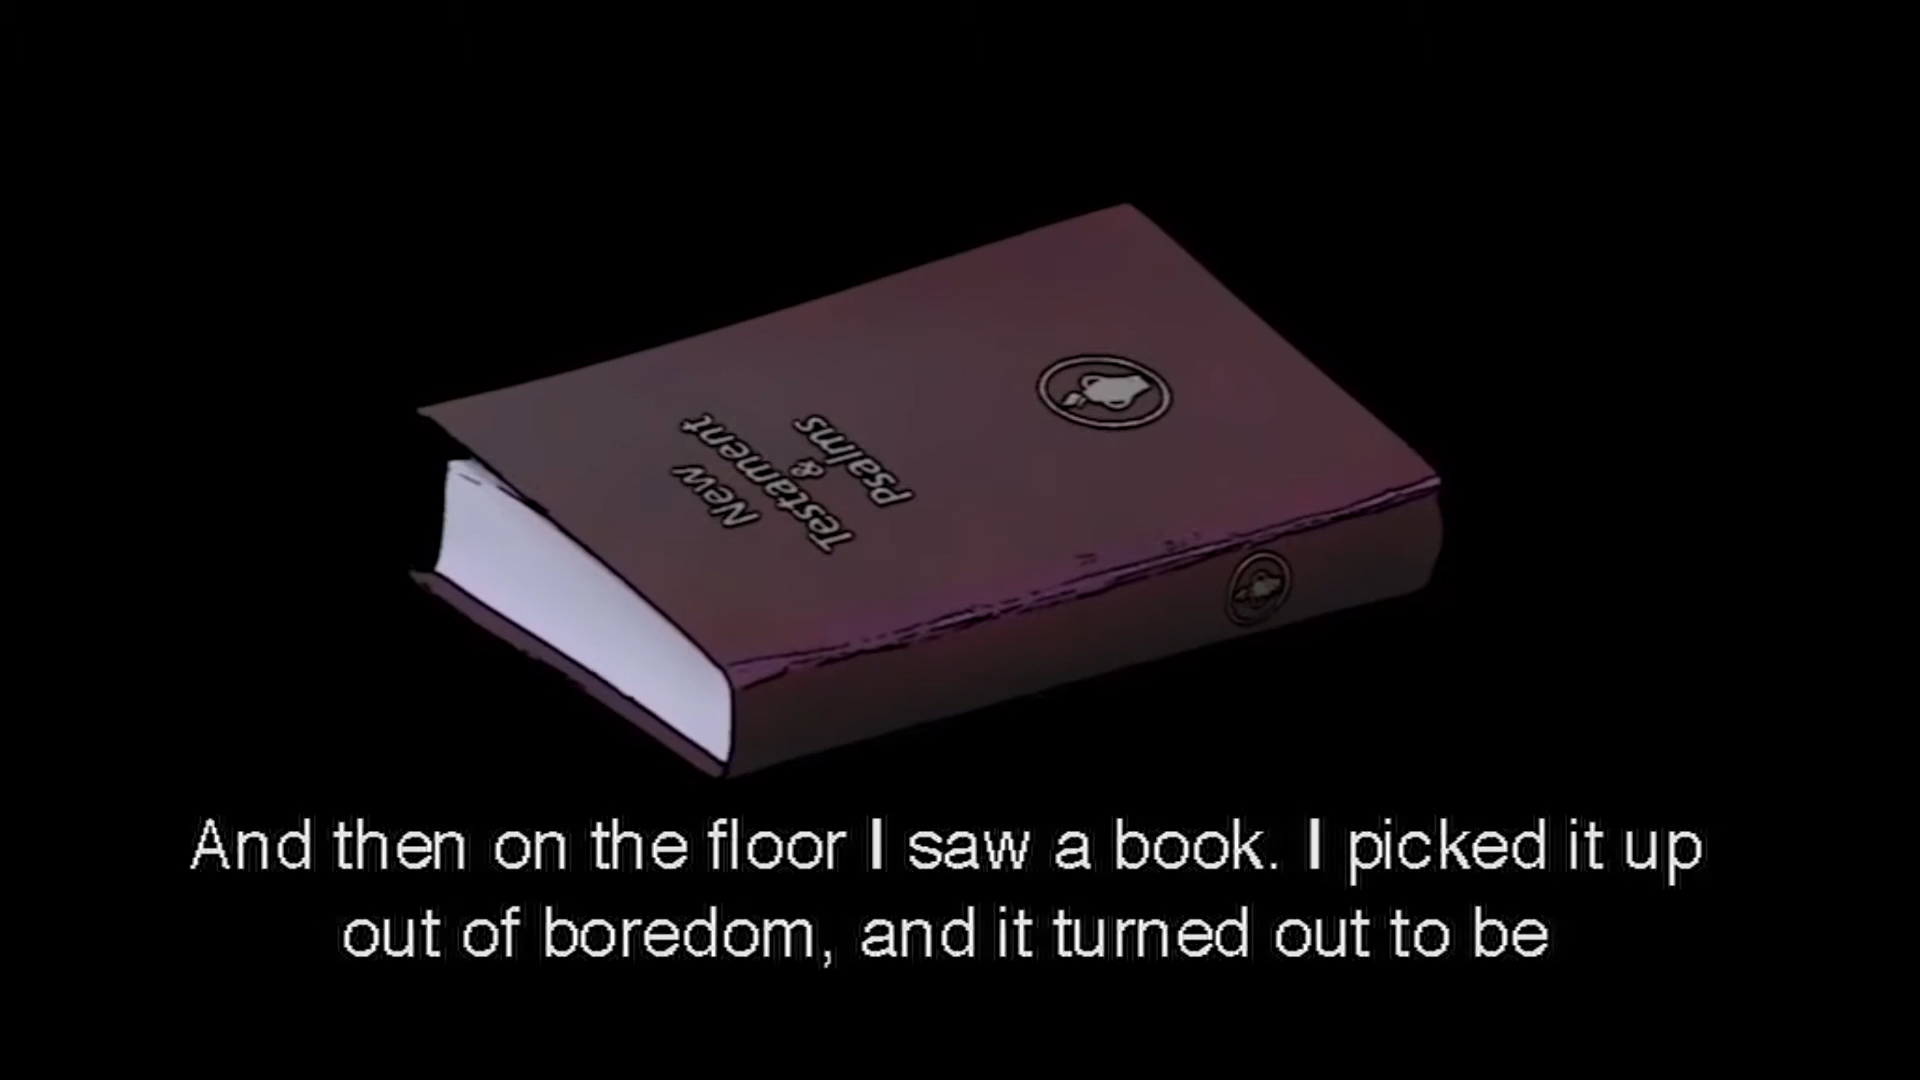 New
Testament
&
Psalms
And then on the floor I saw a book. I picked it up
out of boredom, and it turned out to be